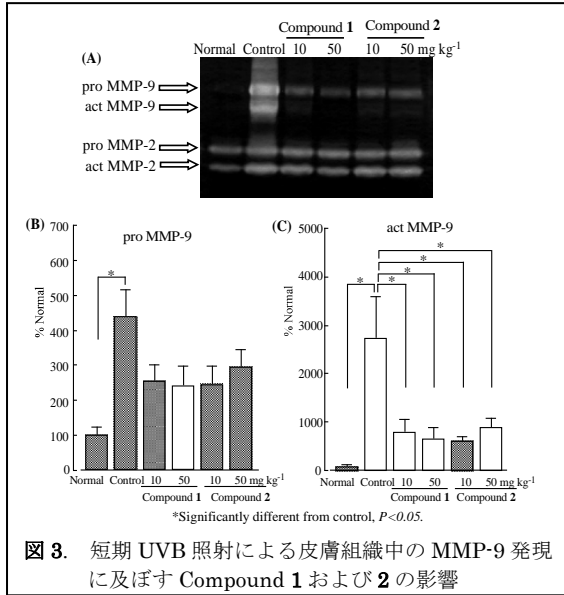 Compound 1 Compound 2
Normal Control 10 50 10 50 mg kg-1
(A)
pro MMP-9
act MMP-9
pro MMP-2
act MMP-2
(B)
pro MMP-9
% Normal
700
600
500
400
300
200
100
0
*
Normal Control 10 50 10 50 mg kg-1
Compound 1 Compound 2
(C)
act MMP-9
% Normal
5000
4000
3000
2000
1000
0
* * * * *
Normal Control 10 50 10 50 mg kg-1
Compound 1 Compound 2
*Significantly different from control, P<0.05.
図 3. 短期 UVB 照射による皮膚組織中の MMP-9 発現
に及ぼす Compound 1 および 2 の影響